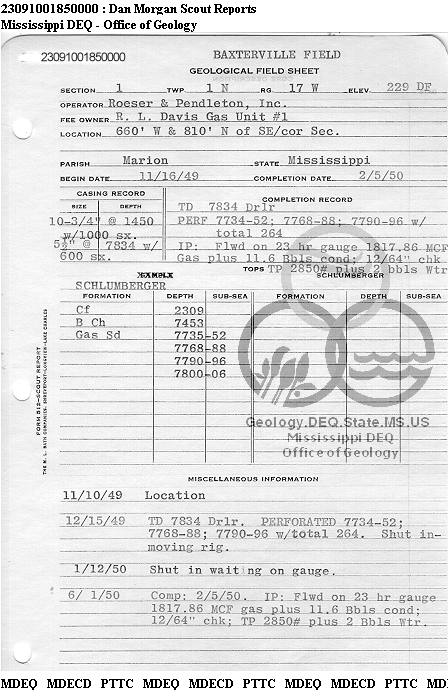 23091001850000 : Dan Morgan Scout Reports
Mississippi DEQ - Office of Geology
23091001850000
BAXTERVILLE FIELD
GEOLOGICAL FIELD SHEET
SECTION 1 TWP. 1 N RG. 17 W ELEV. 229 DF
OPERATOR Roeser & Pendleton, Inc.
FEE OWNER R. L. Davis Gas Unit #1
LOCATION 660' W & 810' N of SE/cor Sec.
PARISH Marion STATE Mississippi
BEGIN DATE 11/16/49 COMPLETION DATE 2/5/50
CASING RECORD
SIZE DEPTH
10-3/4" @ 1450
w/1000 sx.
5½" @ 7834 w/
600 sx.
COMPLETION RECORD
TD 7834 Drlr
PERF 7734-52; 7768-88; 7790-96 w/
total 264
IP: Flwd on 23 hr gauge 1817.86 MCF
Gas plus 11.6 Bbls cond; 12/64" chk
TOPS TP 2850# plus 2 bbls Wtr
SCHLUMBERGER
SCHLUMBERGER
FORMATION DEPTH SUB-SEA FORMATION DEPTH SUB-SEA
Cf 2309
B Ch 7453
Gas Sd 7735-52
7768-88
7790-96
7800-06
FORM 812—SCOUT REPORT
Geology.DEQ.State.MS.US
Mississippi DEQ
Office of Geology
MISCELLANEOUS INFORMATION
11/10/49 Location
12/15/49 TD 7834 Drlr. PERFORATED 7734-52;
7768-88; 7790-96 w/total 264. Shut in-
moving rig.
1/12/50 Shut in waiting on gauge.
6/ 1/50 Comp: 2/5/50. IP: Flwd on 23 hr gauge
1817.86 MCF gas plus 11.6 Bbls cond;
12/64" chk; TP 2850# plus 2 Bbls Wtr.
MDEQ MDECD PTTC MDEQ MDECD PTTC MDEQ MDECD PTTC MD